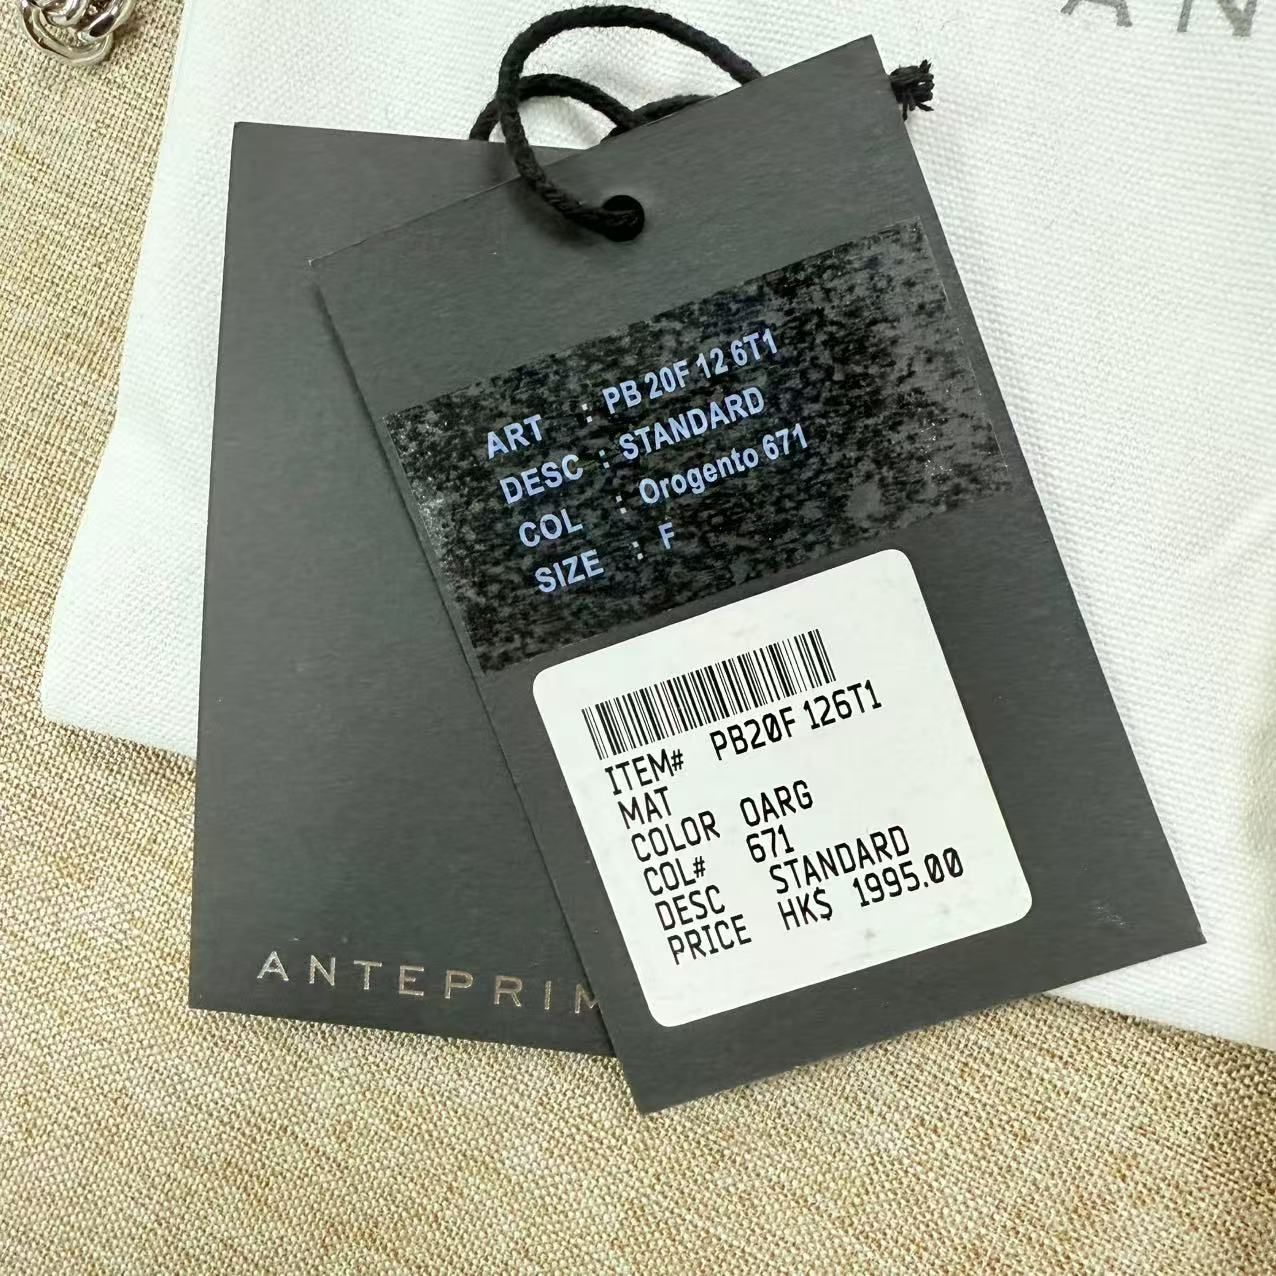 AN
ART : PB 20F 12 6T1
DESC : STANDARD
COL : Orogento 671
SIZE : F
ITEM# PB20F 126T1
MAT
COLOR OARG
COL# 671
DESC STANDARD
PRICE HK$ 1995.00
ANTEPRIM